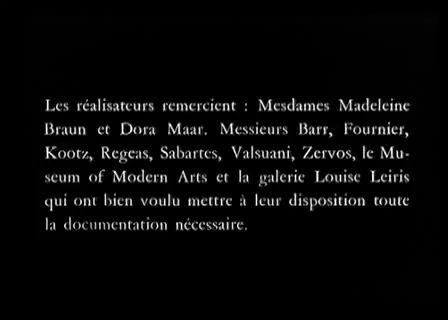 Les réalisateurs remercient : Mesdames Madeleine
Braun et Dora Maar. Messieurs Barr, Fournier,
Kootz, Regeas, Sabartes, Valsuani, Zervos, le Mu-
seum of Modern Arts et la galerie Louise Leiris
qui ont bien voulu mettre à leur disposition toute
la documentation nécessaire.